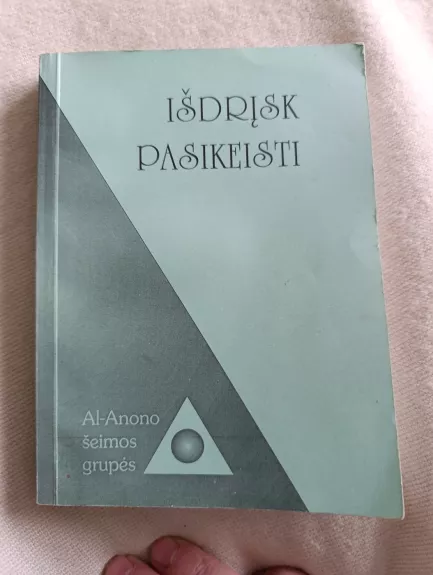 IŠDRĮSK
PASIKEISTI
Al-Anono
šeimos
grupės